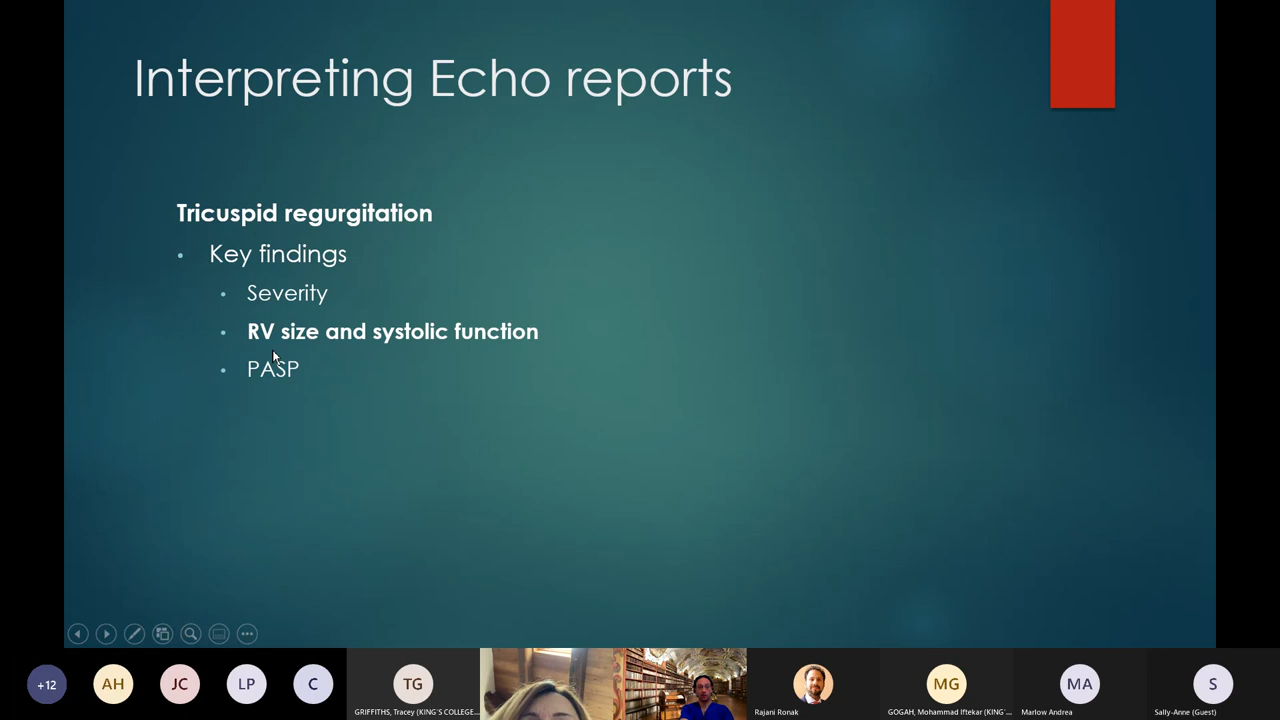 Interpreting Echo reports
Tricuspid regurgitation
• Key findings
• Severity
• RV size and systolic function
• PASP
+12
AH
JC
LP
C
TG
GRIFFITHS, Tracey (KING'S COLLEGE...
Rajani Ronak
MG
GOGAH, Mohammad Iftekar (KING'...
MA
Marlow Andrea
S
Sally-Anne (Guest)